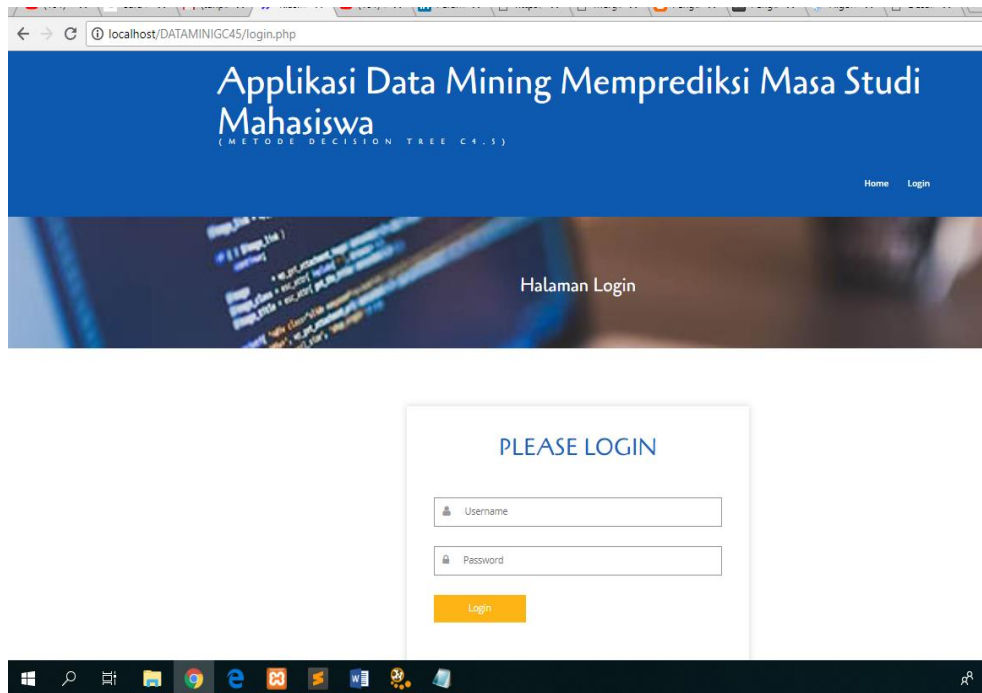 localhost/DATAMINIGC45/login.php
Applikasi Data Mining Memprediksi Masa Studi
Mahasiswa
(METODE DECISION TREE C4.5)
Home Login
Halaman Login
PLEASE LOGIN
Username
Password
Login